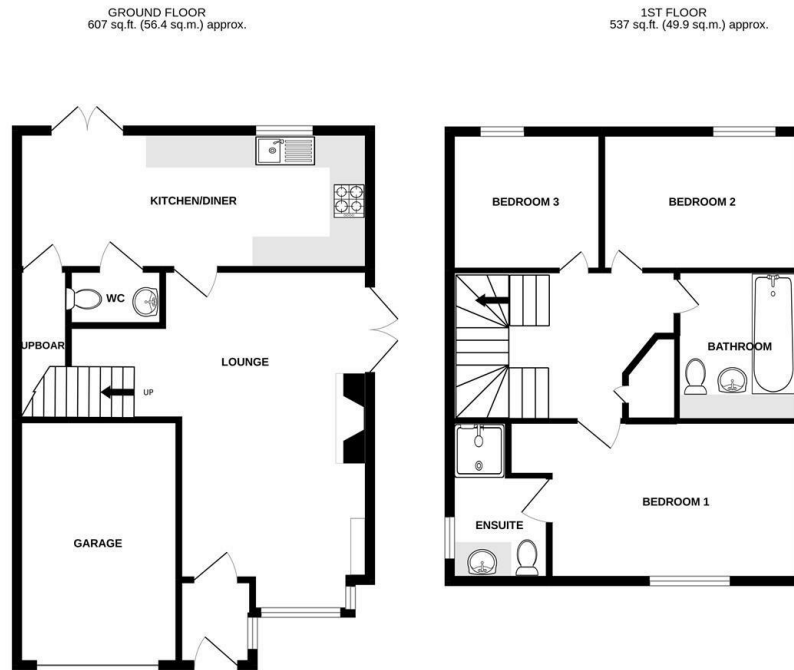 GROUND FLOOR
607 sq.ft. (56.4 sq.m.) approx.
1ST FLOOR
537 sq.ft. (49.9 sq.m.) approx.
KITCHEN/DINER
WC
UPBOAR
LOUNGE
UP
GARAGE
BEDROOM 3
BEDROOM 2
BATHROOM
BEDROOM 1
ENSUITE